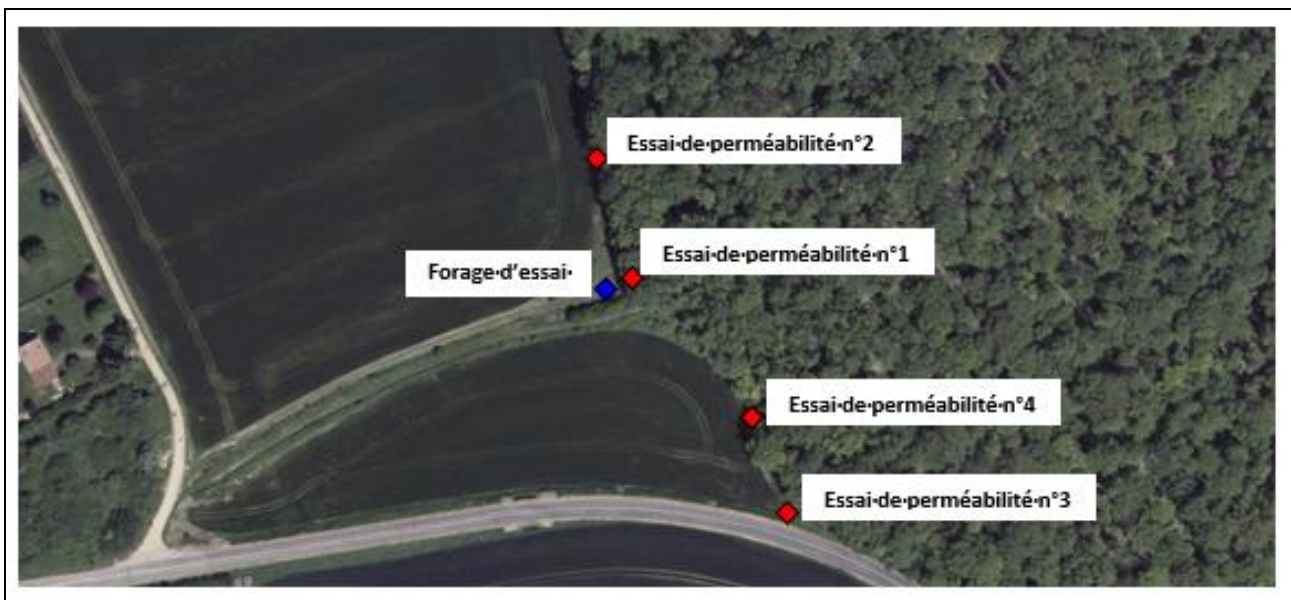 Essai·de·perméabilité·n°2
Essai·de·perméabilité·n°1
Forage·d'essai·
Essai·de·perméabilité·n°4
Essai·de·perméabilité·n°3